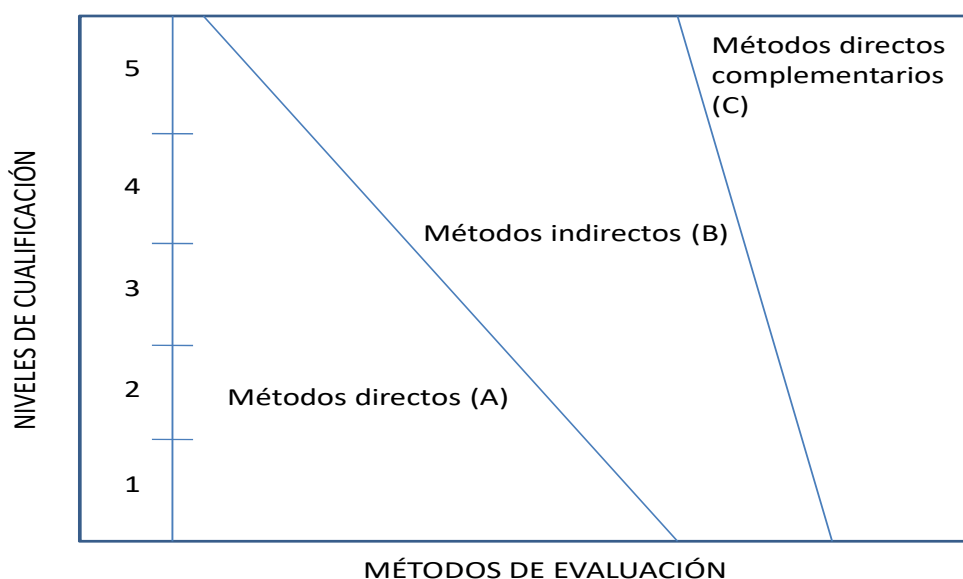 NIVELES DE CUALIFICACIÓN
5
4
3
2
1
Métodos directos
complementarios
(C)
Métodos indirectos (B)
Métodos directos (A)
MÉTODOS DE EVALUACIÓN